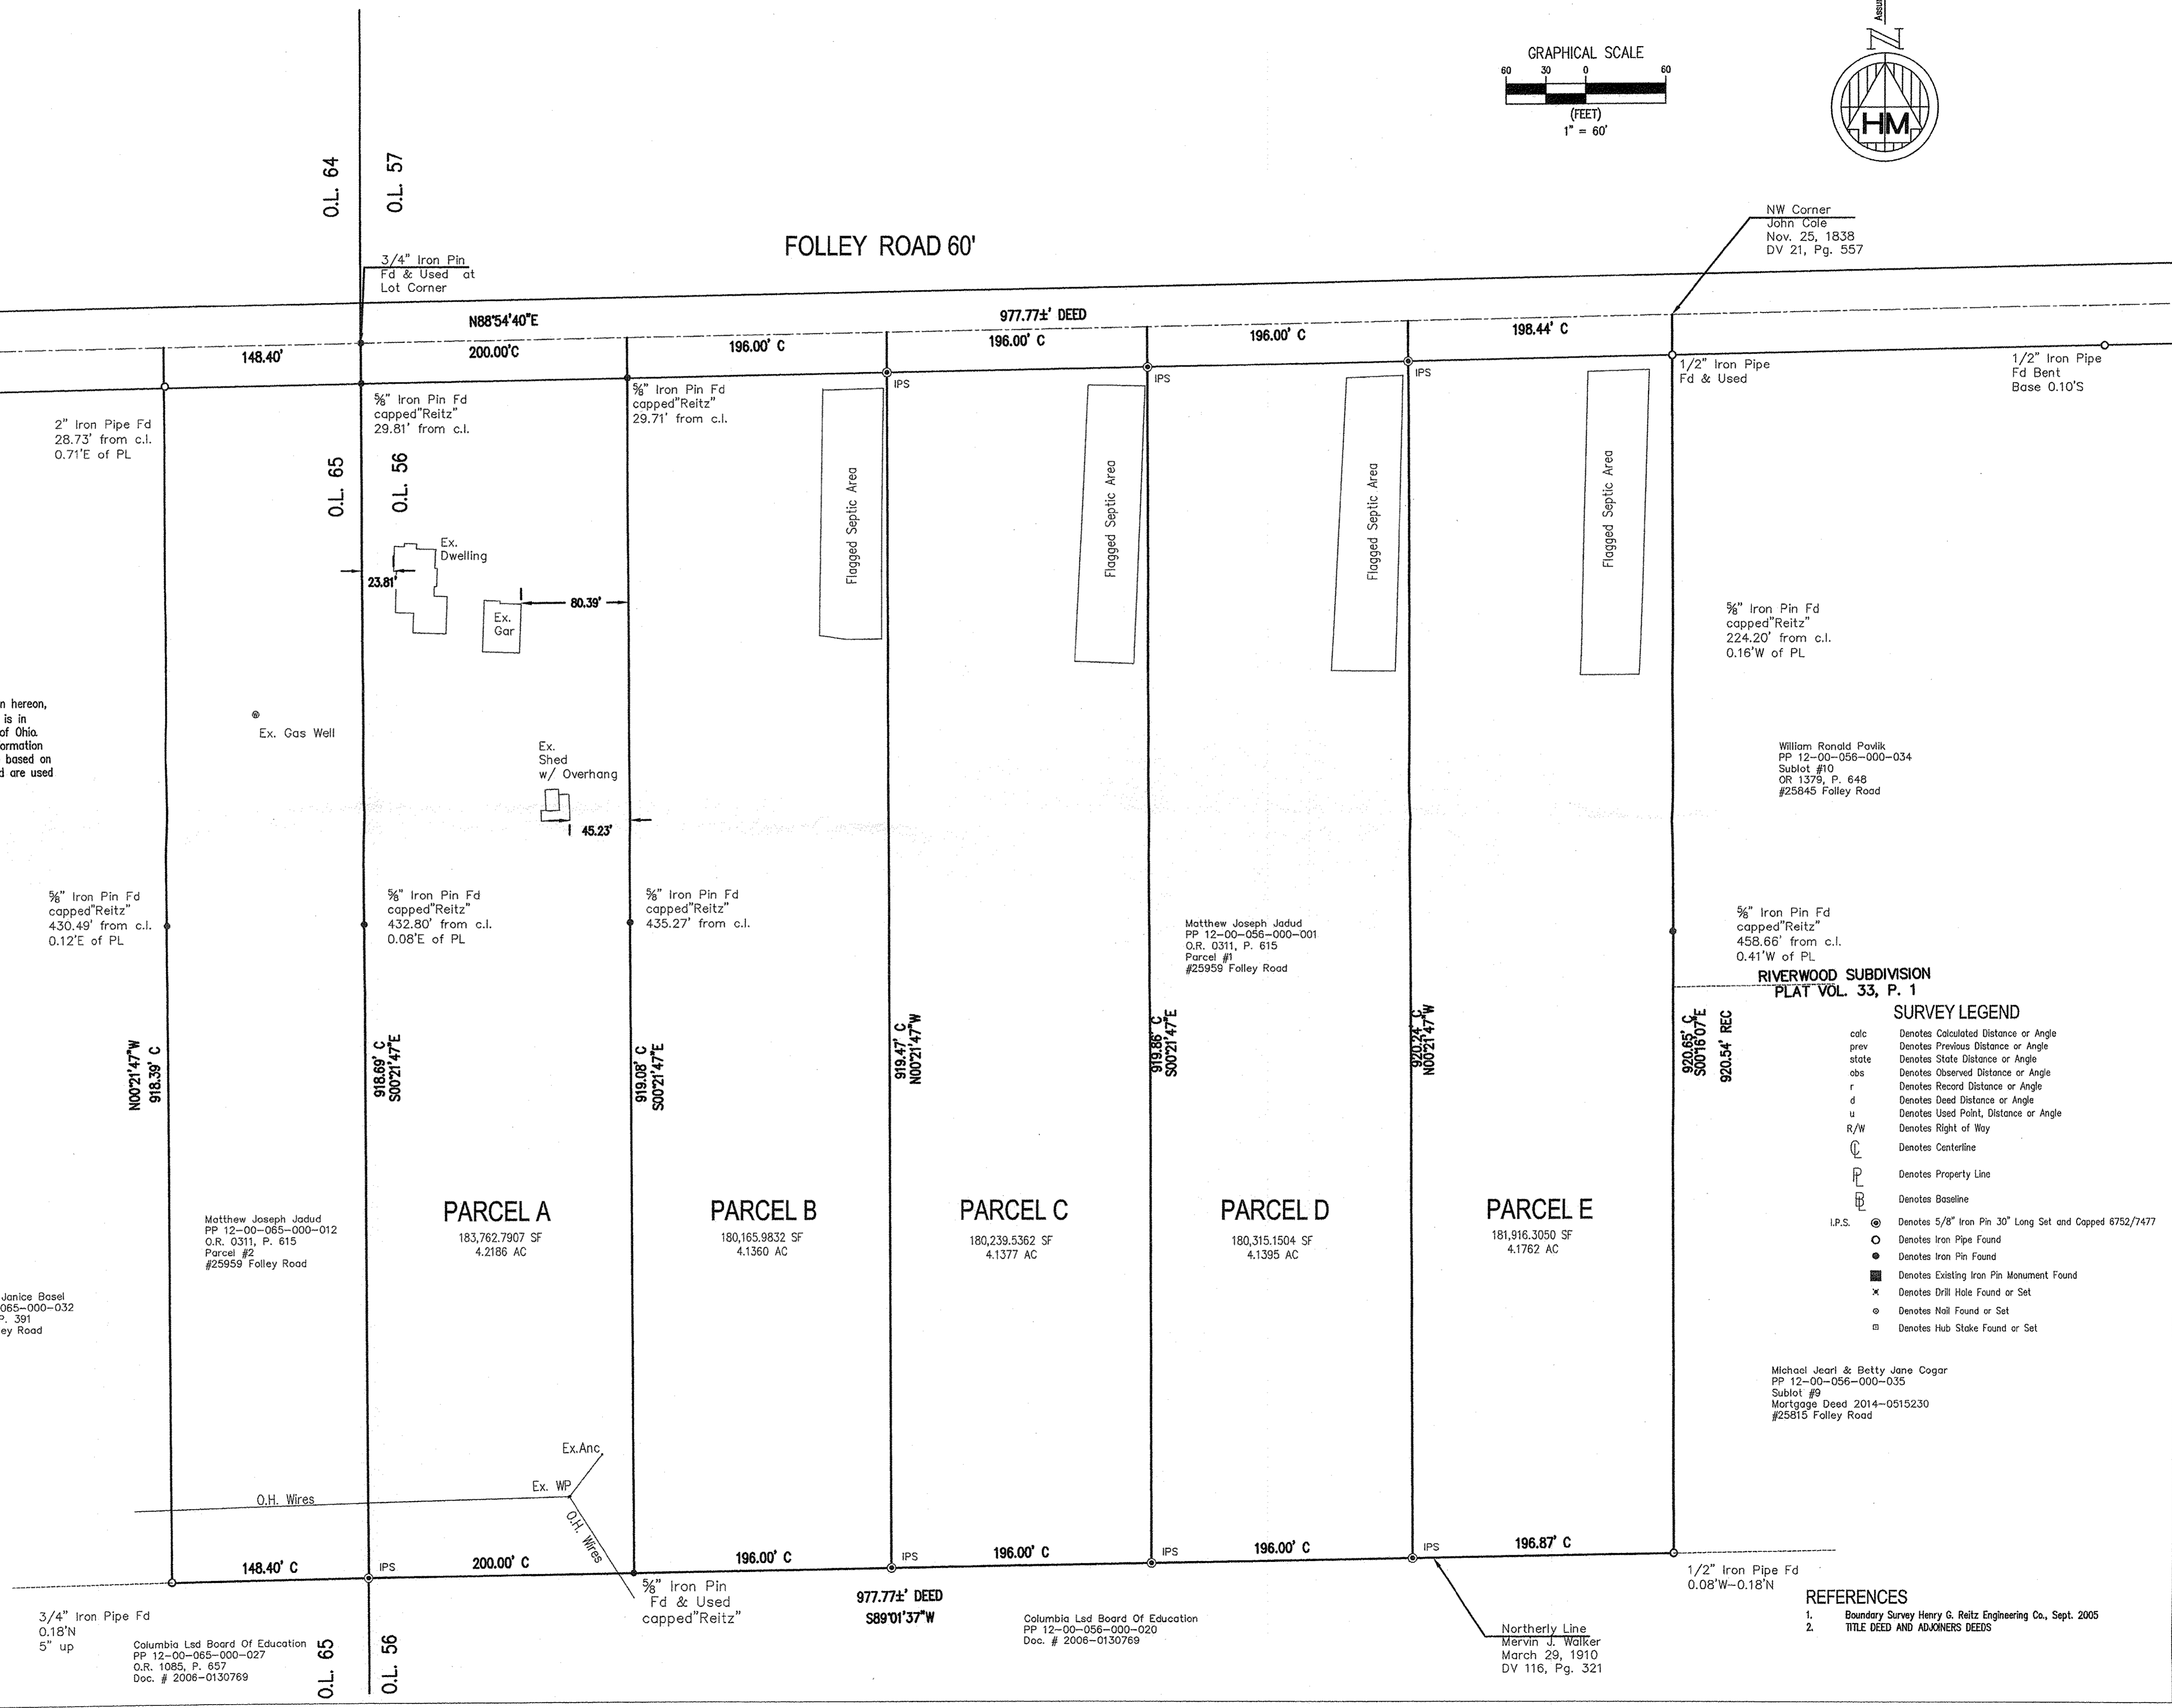 GRAPHICAL SCALE
60 30 0 60
(FEET)
1" = 60'
N
HM
O.L. 64
O.L. 57
FOLLEY ROAD 60'
NW Corner
John Cole
Nov. 25, 1838
DV 21, Pg. 557
3/4" Iron Pin
Fd & Used at
Lot Corner
N88°54'40"E
977.77±' DEED
148.40'
200.00'C
196.00' C
196.00' C
196.00' C
198.44' C
2" Iron Pipe Fd
28.73' from c.l.
0.71'E of PL
5/8" Iron Pin Fd
capped"Reitz"
29.81' from c.l.
5/8" Iron Pin Fd
capped"Reitz"
29.71' from c.l.
IPS
IPS
IPS
1/2" Iron Pipe
Fd & Used
1/2" Iron Pipe
Fd Bent
Base 0.10'S
O.L. 65
O.L. 56
Flagged Septic Area
Flagged Septic Area
Flagged Septic Area
Flagged Septic Area
Ex.
Dwelling
23.81'
Ex.
Gar
80.39'
5/8" Iron Pin Fd
capped"Reitz"
224.20' from c.l.
0.16'W of PL
n hereon,
is in
of Ohio.
ormation
based on
d are used
Ex. Gas Well
Ex.
Shed
w/ Overhang
45.23'
William Ronald Pavlik
PP 12-00-056-000-034
Sublot #10
OR 1379, P. 648
#25845 Folley Road
5/8" Iron Pin Fd
capped"Reitz"
430.49' from c.l.
0.12'E of PL
5/8" Iron Pin Fd
capped"Reitz"
432.80' from c.l.
0.08'E of PL
5/8" Iron Pin Fd
capped"Reitz"
435.27' from c.l.
Matthew Joseph Jadud
PP 12-00-056-000-001
O.R. 0311, P. 615
Parcel #1
#25959 Folley Road
5/8" Iron Pin Fd
capped"Reitz"
458.66' from c.l.
0.41'W of PL
RIVERWOOD SUBDIVISION
PLAT VOL. 33, P. 1
N00°21'47"W
918.39' C
918.69' C
S00°21'47"E
919.08' C
S00°21'47"E
919.47' C
N00°21'47"W
919.86' C
S00°21'47"E
920.24' C
N00°21'47"W
920.65' C
S00°16'07"E
920.54' REC
SURVEY LEGEND
calc Denotes Calculated Distance or Angle
prev Denotes Previous Distance or Angle
state Denotes State Distance or Angle
obs Denotes Observed Distance or Angle
r Denotes Record Distance or Angle
d Denotes Deed Distance or Angle
u Denotes Used Point, Distance or Angle
R/W Denotes Right of Way
CL Denotes Centerline
PL Denotes Property Line
BL Denotes Baseline
I.P.S. Denotes 5/8" Iron Pin 30" Long Set and Capped 6752/7477
Denotes Iron Pipe Found
Denotes Iron Pin Found
Denotes Existing Iron Pin Monument Found
Denotes Drill Hole Found or Set
Denotes Nail Found or Set
Denotes Hub Stake Found or Set
Matthew Joseph Jadud
PP 12-00-065-000-012
O.R. 0311, P. 615
Parcel #2
#25959 Folley Road
PARCEL A
183,762.7907 SF
4.2186 AC
PARCEL B
180,165.9832 SF
4.1360 AC
PARCEL C
180,239.5362 SF
4.1377 AC
PARCEL D
180,315.1504 SF
4.1395 AC
PARCEL E
181,916.3050 SF
4.1762 AC
Janice Basel
065-000-032
P. 391
ey Road
Michael Jearl & Betty Jane Cogar
PP 12-00-056-000-035
Sublot #9
Mortgage Deed 2014-0515230
#25815 Folley Road
Ex.Anc.
Ex. WP
O.H. Wires
O.H. Wires
148.40' C
IPS
200.00' C
196.00' C
IPS
196.00' C
IPS
196.00' C
IPS
196.87' C
5/8" Iron Pin
Fd & Used
capped"Reitz"
977.77±' DEED
S89°01'37"W
1/2" Iron Pipe Fd
0.08'W-0.18'N
3/4" Iron Pipe Fd
0.18'N
5" up
Columbia Lsd Board Of Education
PP 12-00-065-000-027
O.R. 1085, P. 657
Doc. # 2006-0130769
O.L. 65
O.L. 56
Columbia Lsd Board Of Education
PP 12-00-056-000-020
Doc. # 2006-0130769
Northerly Line
Mervin J. Walker
March 29, 1910
DV 116, Pg. 321
REFERENCES
1. Boundary Survey Henry G. Reitz Engineering Co., Sept. 2005
2. TITLE DEED AND ADJOINERS DEEDS